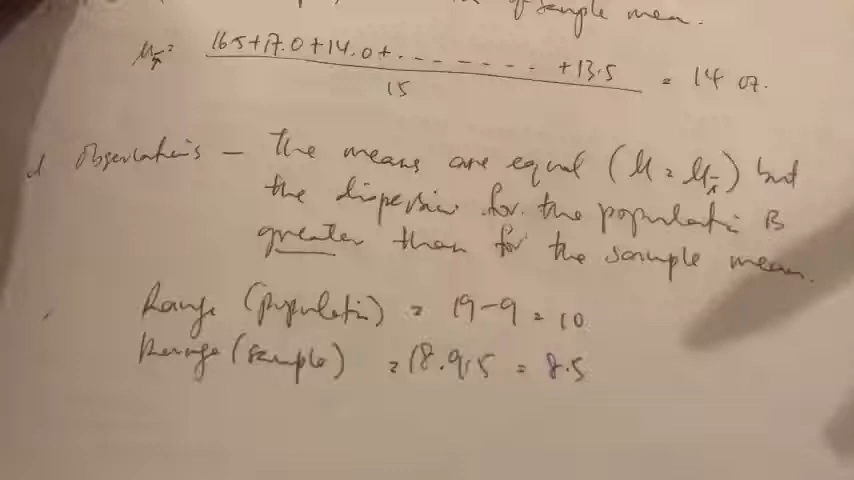 of sample mean.
μx̄ = 16.5+17.0+14.0+. - - - - - - . +13.5 / 15 = 14 07.
d observations – the means are equal (μ = μx̄) but
the dispersion for the population is
greater than for the sample mean.
Range (population) = 19-9 = 10
Range (sample) = 18.9.5 = 8.5